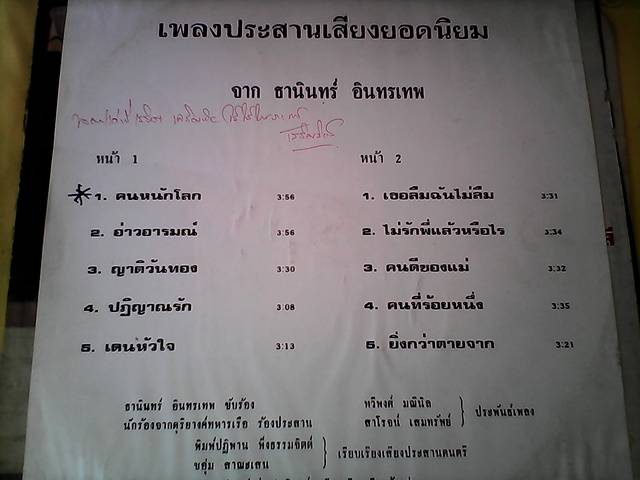 เพลงประสานเสียงยอดนิยม
จาก ธานินทร์ อินทรเทพ
หน้า 1
*1. คนหนักโลก 3:56
2. อ่าวอารมณ์ 3:56
3. ญาติวันทอง 3:30
4. ปฏิญาณรัก 3:08
5. เดนหัวใจ 3:13
หน้า 2
1. เธอลืมฉันไม่ลืม 3:31
2. ไม่รักพี่แล้วหรือไร 3:34
3. คนดีของแม่ 3:32
4. คนที่ร้อยหนึ่ง 3:35
5. ยิ่งกว่าตายจาก 3:21
ธานินทร์ อินทรเทพ ขับร้อง
นักร้องจากดุริยางค์ทหารเรือ ร้องประสาน
ทวีพงศ์ มณีนิล
สาโรจน์ เสมทรัพย์
ประพันธ์เพลง
พิมพ์ปฏิพาน พึ่งธรรมจิตต์
ชอุ่ม สาณะเสน
เรียบเรียงเสียงประสานดนตรี